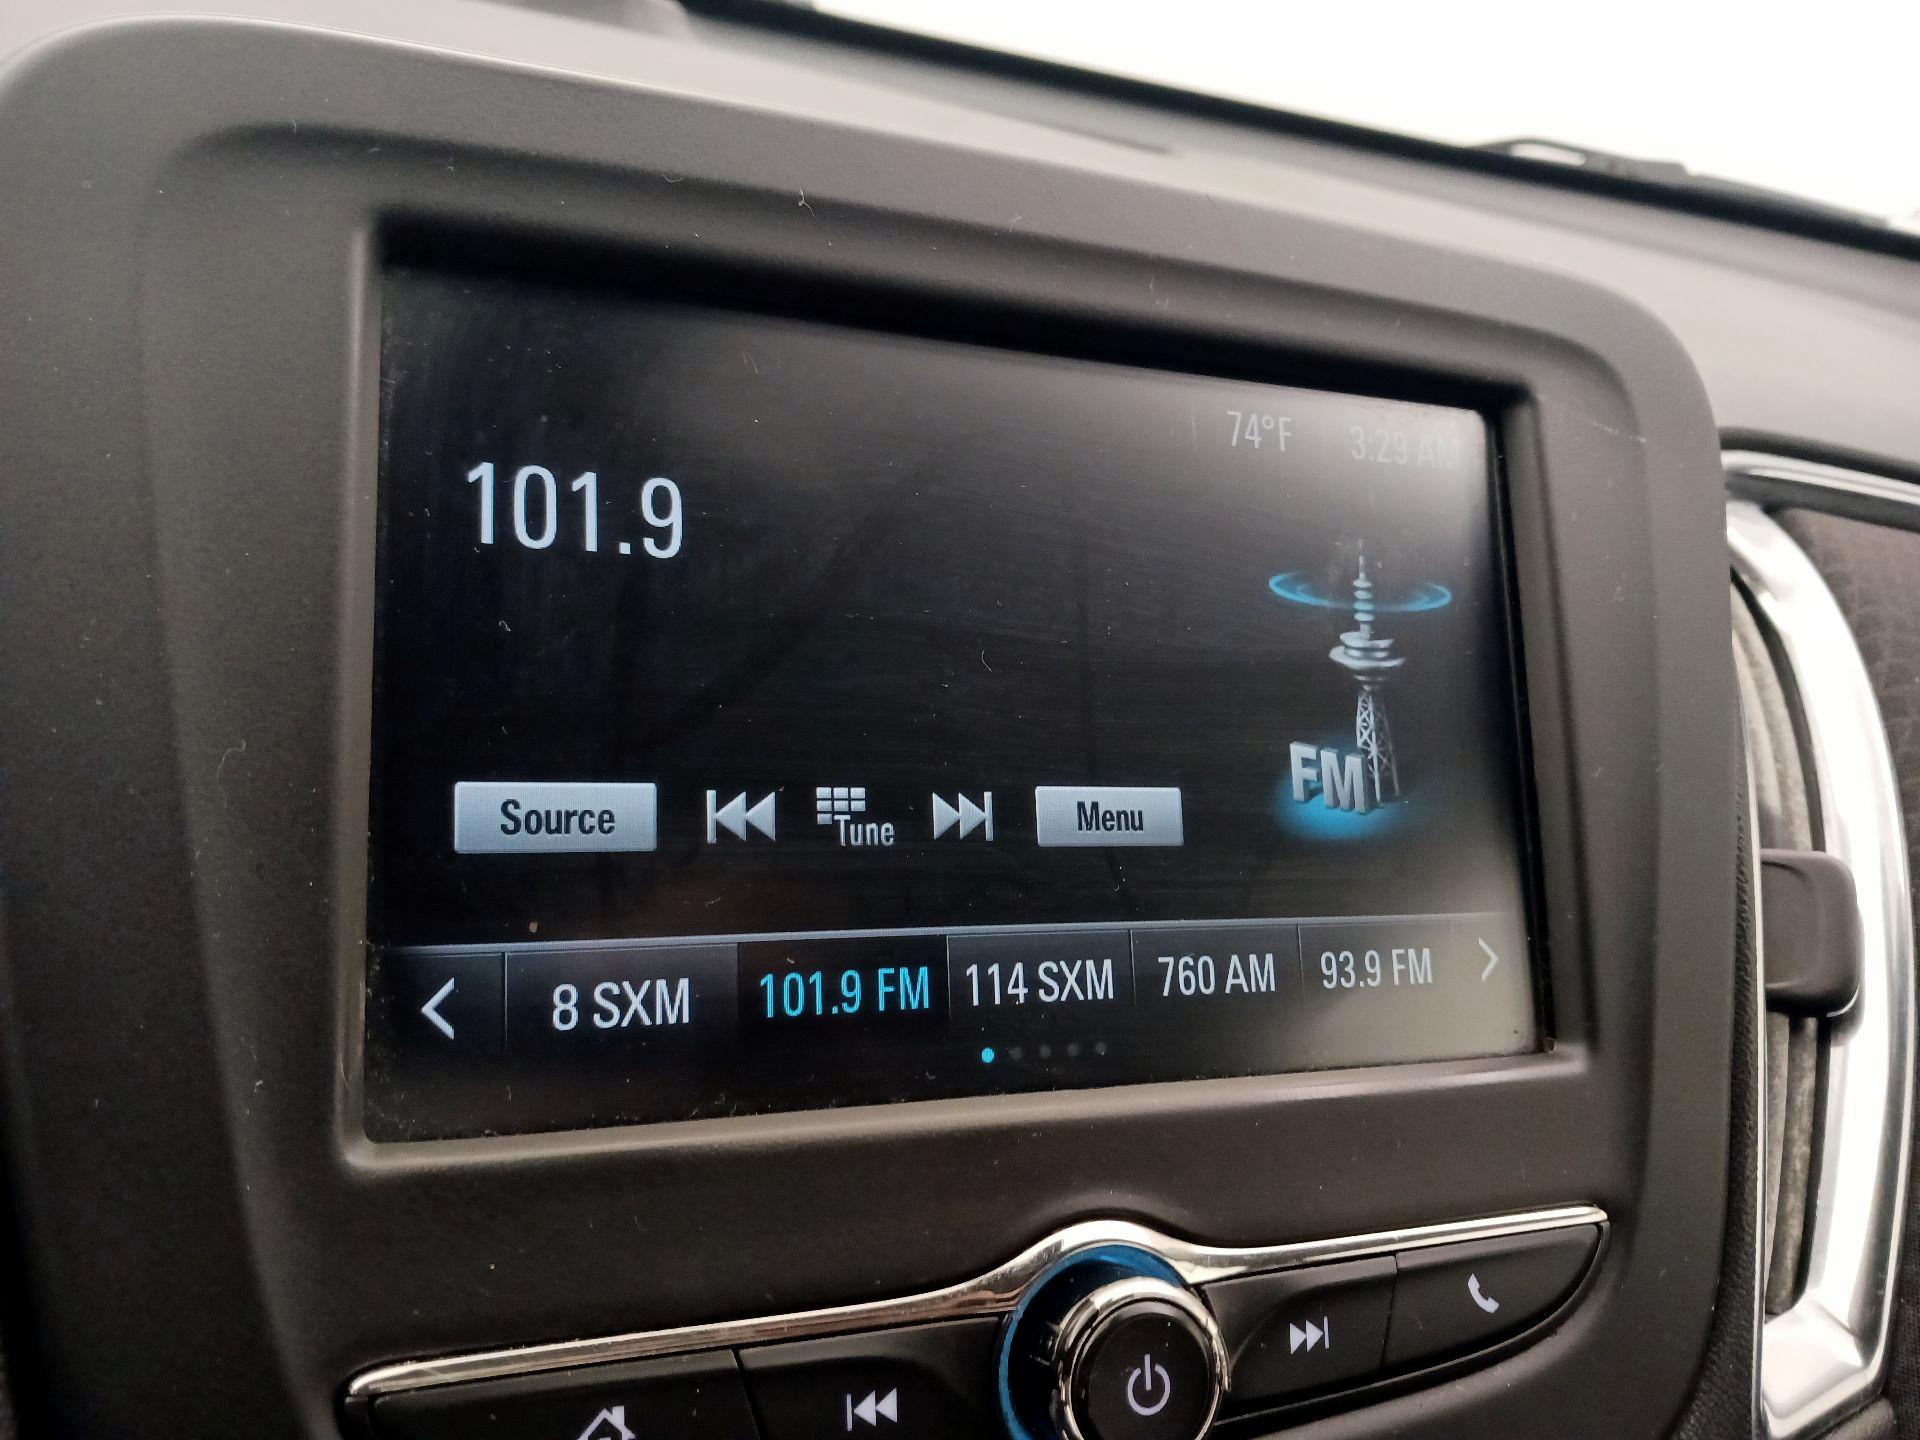 74°F 3:29 AM
101.9
FM
Source Tune Menu
8 SXM 101.9 FM 114 SXM 760 AM 93.9 FM